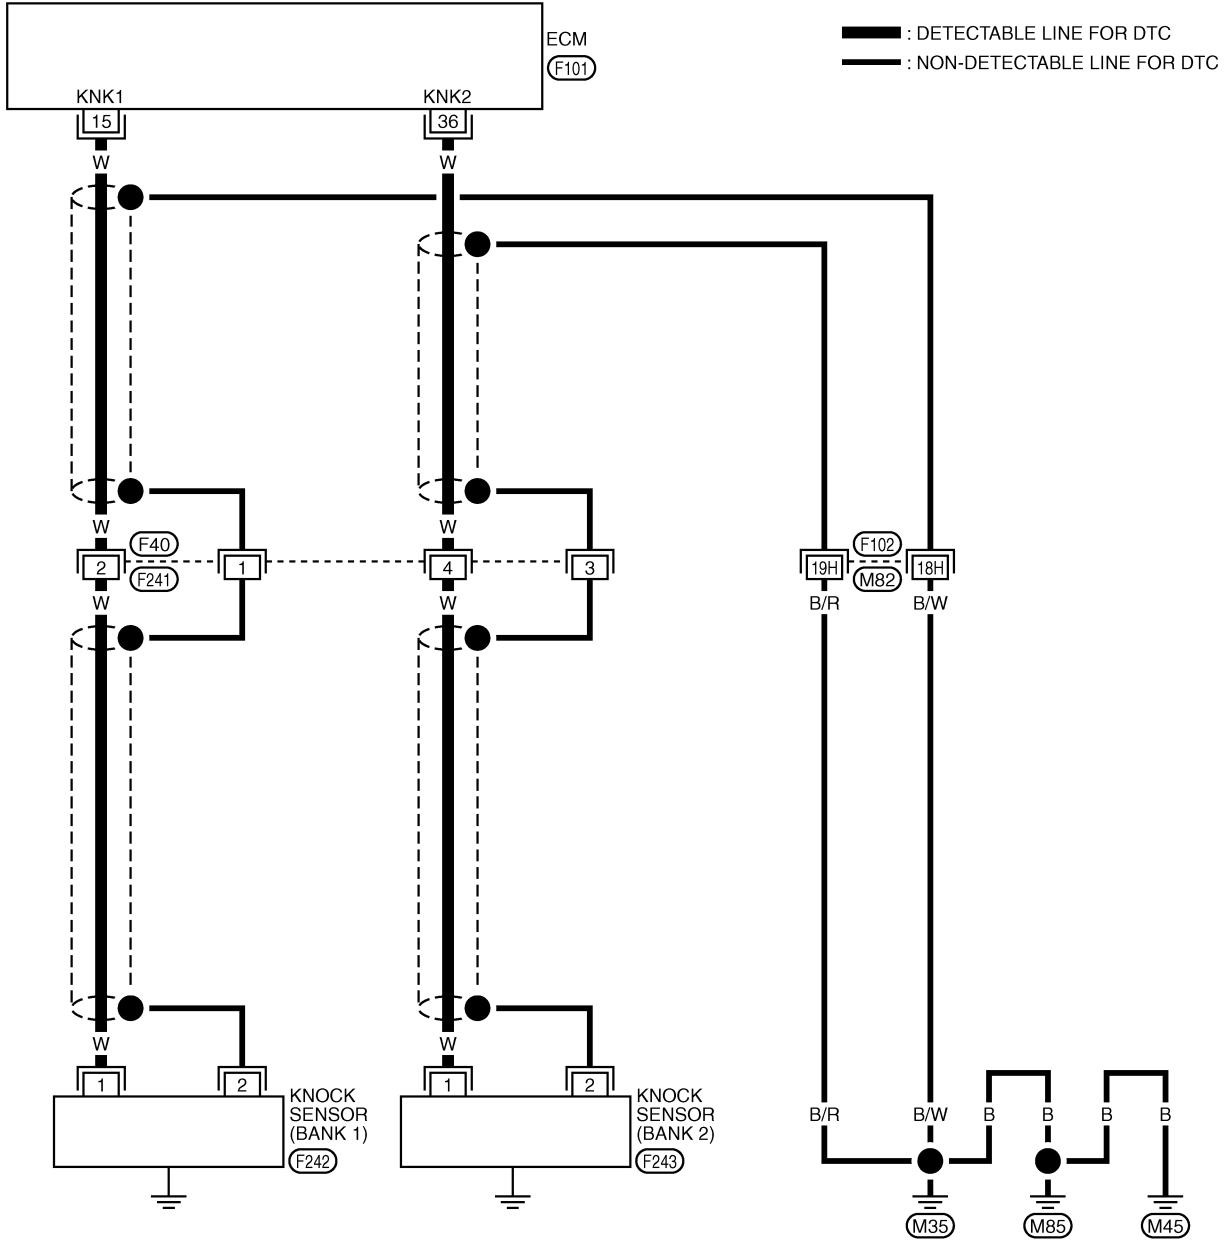 ECM
F101
: DETECTABLE LINE FOR DTC
: NON-DETECTABLE LINE FOR DTC
KNK1
KNK2
15
36
W
W
W
W
F40
F102
2
1
4
3
19H
18H
F241
M82
W
W
B/R
B/W
W
W
1
2
KNOCK
SENSOR
(BANK 1)
F242
1
2
KNOCK
SENSOR
(BANK 2)
F243
B/R
B/W
B
B
B
B
M35
M85
M45